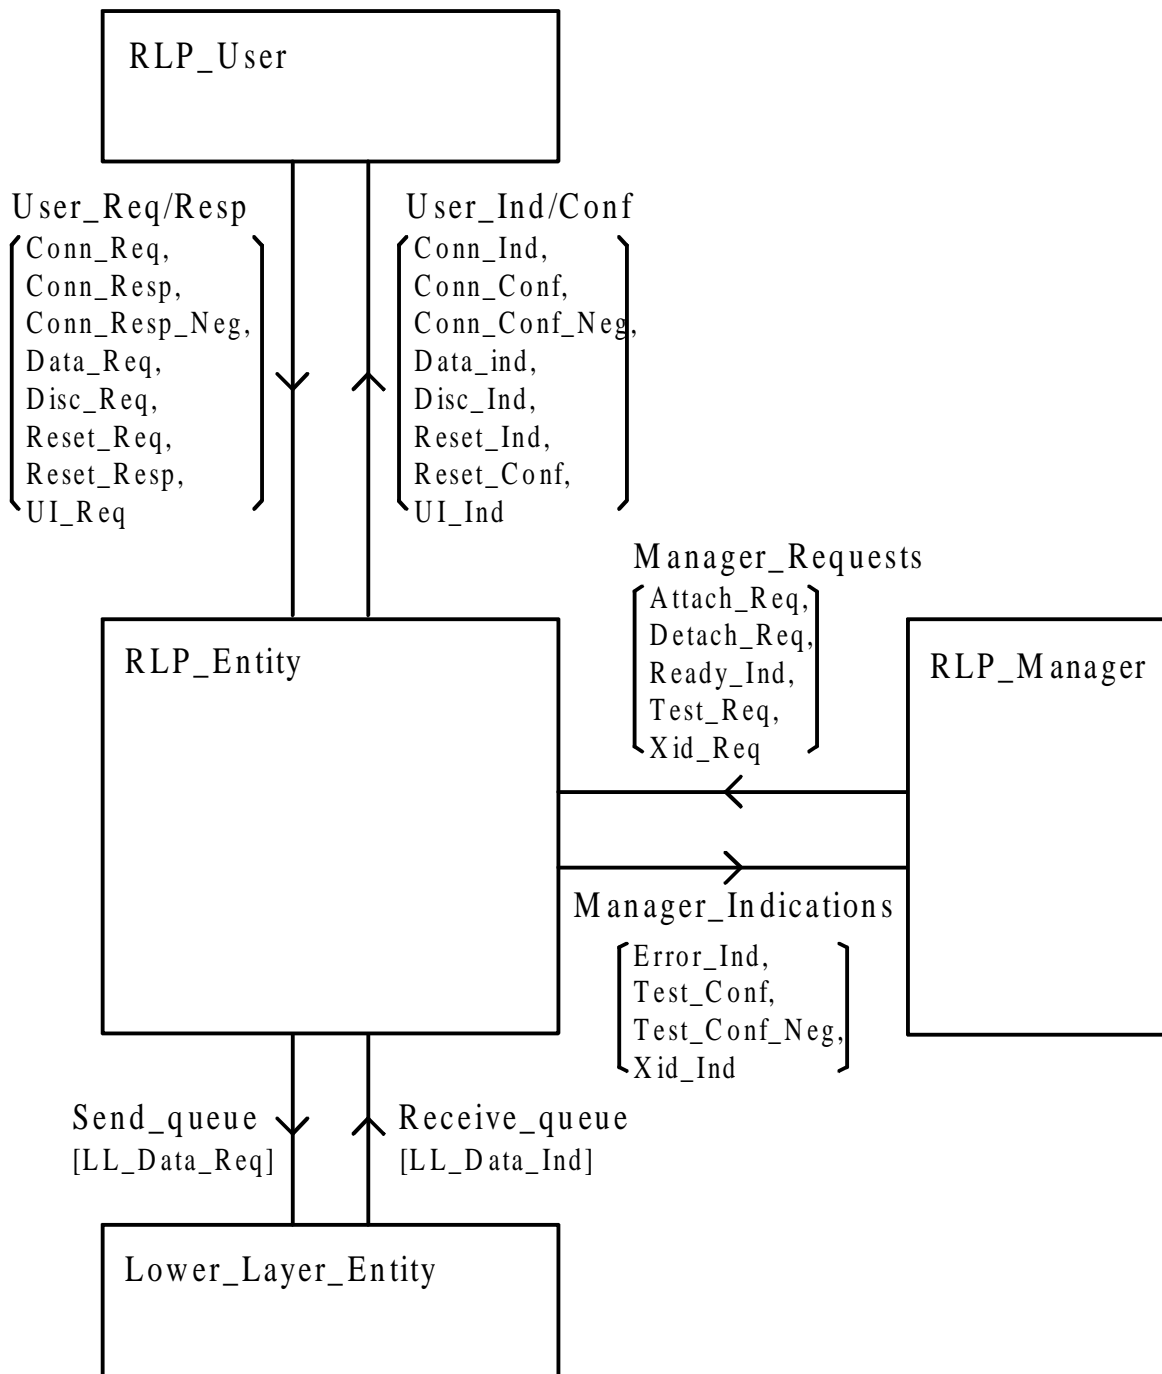 RLP_User
User_Req/Resp
Conn_Req,
Conn_Resp,
Conn_Resp_Neg,
Data_Req,
Disc_Req,
Reset_Req,
Reset_Resp,
UI_Req
User_Ind/Conf
Conn_Ind,
Conn_Conf,
Conn_Conf_Neg,
Data_ind,
Disc_Ind,
Reset_Ind,
Reset_Conf,
UI_Ind
Manager_Requests
Attach_Req,
Detach_Req,
Ready_Ind,
Test_Req,
Xid_Req
RLP_Entity
RLP_Manager
Manager_Indications
Error_Ind,
Test_Conf,
Test_Conf_Neg,
Xid_Ind
Send_queue
[LL_Data_Req]
Receive_queue
[LL_Data_Ind]
Lower_Layer_Entity